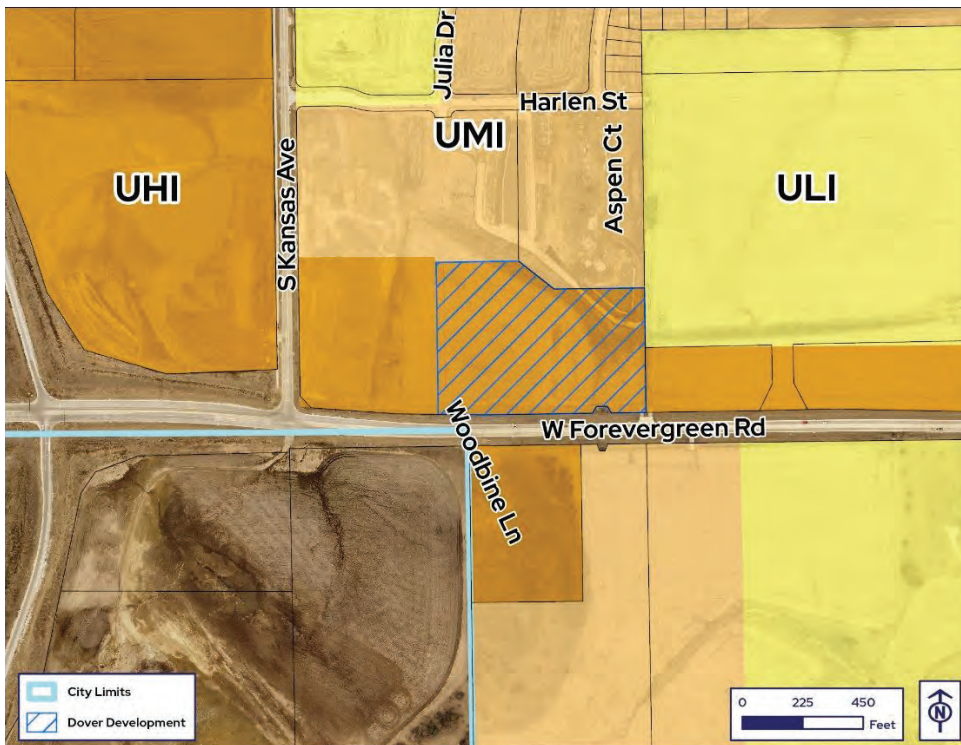 Julia Dr
Harlen St
UMI
Aspen Ct
UHI
ULI
S Kansas Ave
W Forevergreen Rd
Woodbine Ln
City Limits
Dover Development
0 225 450
Feet
N